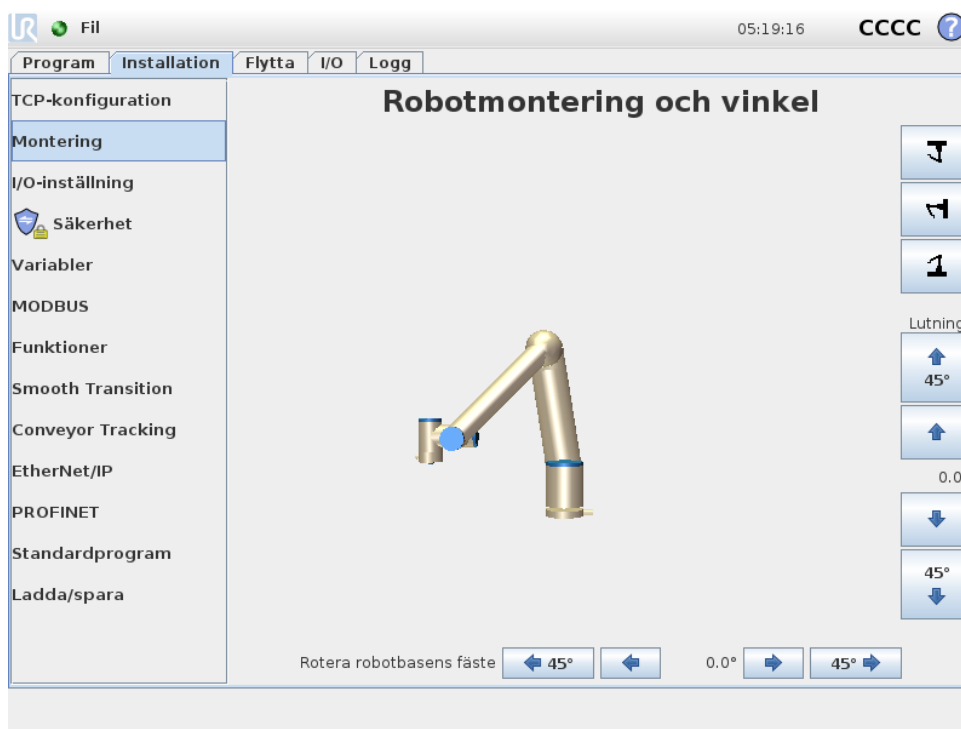 UR Fil 05:19:16 CCCC ?
Program Installation Flytta I/O Logg
TCP-konfiguration
Montering
I/O-inställning
Säkerhet
Variabler
MODBUS
Funktioner
Smooth Transition
Conveyor Tracking
EtherNet/IP
PROFINET
Standardprogram
Ladda/spara
Robotmontering och vinkel
Lutning
45°
0.0
45°
Rotera robotbasens fäste 45° 0.0° 45°